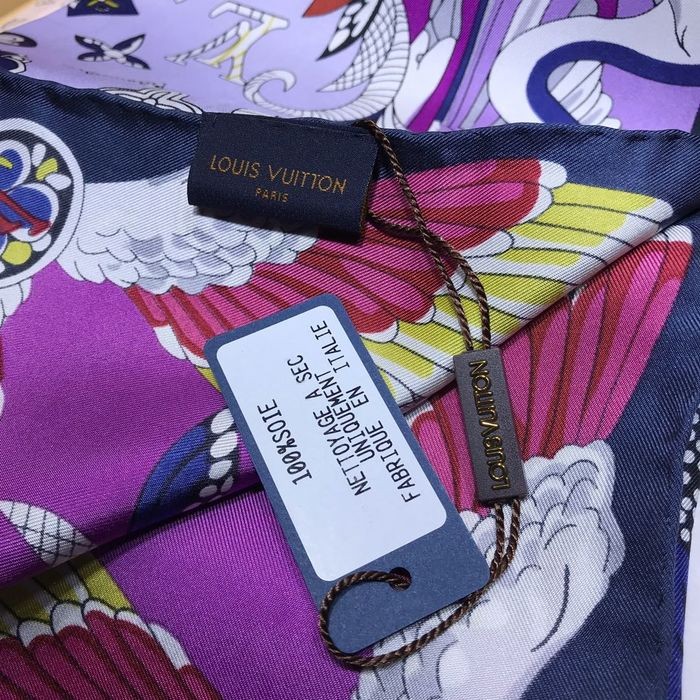 LOUIS VUITTON
PARIS
100%SOIE
NETTOYAGE A SEC
UNIQUEMENT
FABRIQUE EN ITALIE
LOUIS VUITTON